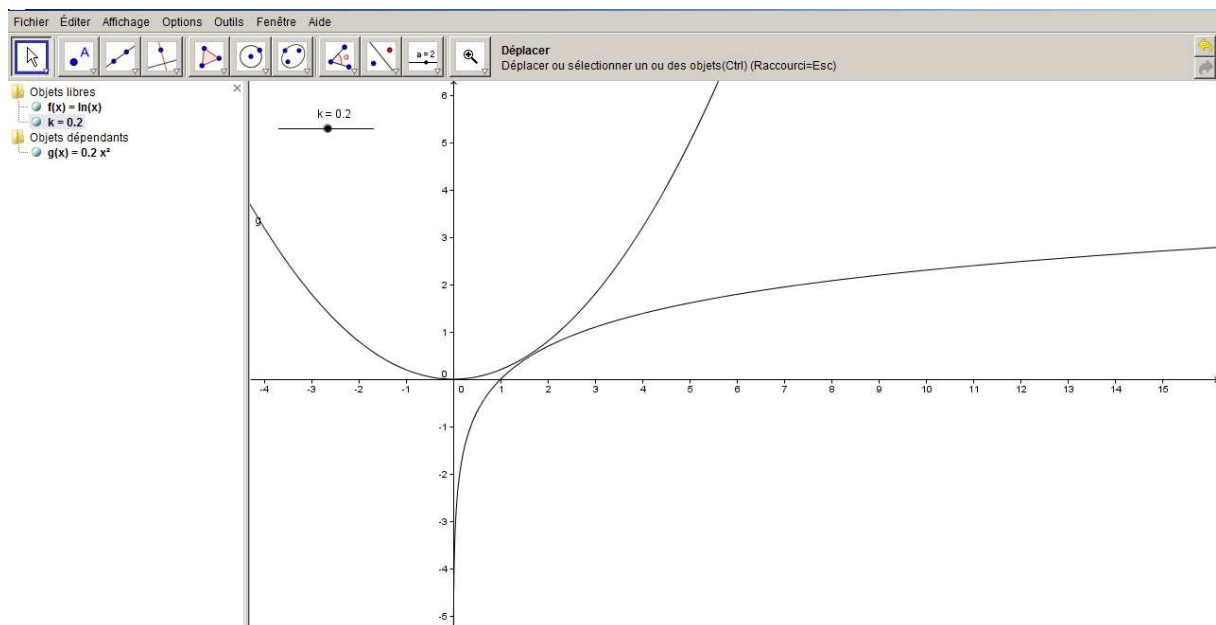 Fichier Éditer Affichage Options Outils Fenêtre Aide
A
α
a = 2
Déplacer
Déplacer ou sélectionner un ou des objets(Ctrl) (Raccourci=Esc)
Objets libres
f(x) = ln(x)
k = 0.2
Objets dépendants
g(x) = 0.2 x²
k = 0.2
g
6
5
4
3
2
1
0
-4 -3 -2 -1 0 1 2 3 4 5 6 7 8 9 10 11 12 13 14 15
-1
-2
-3
-4
-5